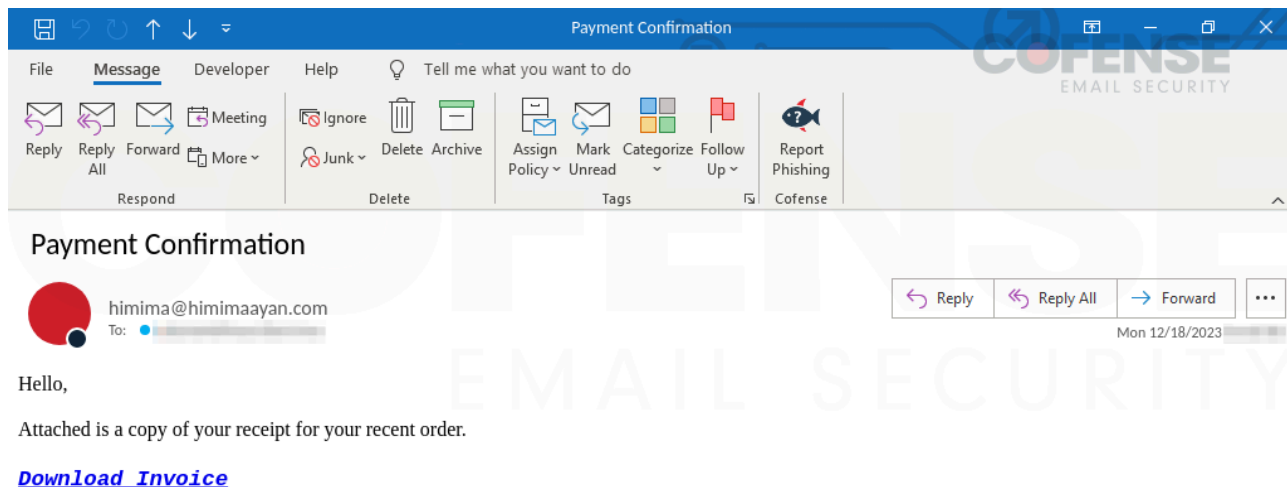 Payment Confirmation
COFENSE
EMAIL SECURITY
File Message Developer Help Tell me what you want to do
Reply Reply All Forward Meeting More Ignore Junk Delete Archive Assign Policy Mark Unread Categorize Follow Up Report Phishing
Respond Delete Tags Cofense
COFENSE
Payment Confirmation
himima@himimaayan.com
Reply Reply All Forward
To:
Mon 12/18/2023
EMAIL SECURITY
Hello,
Attached is a copy of your receipt for your recent order.
Download Invoice